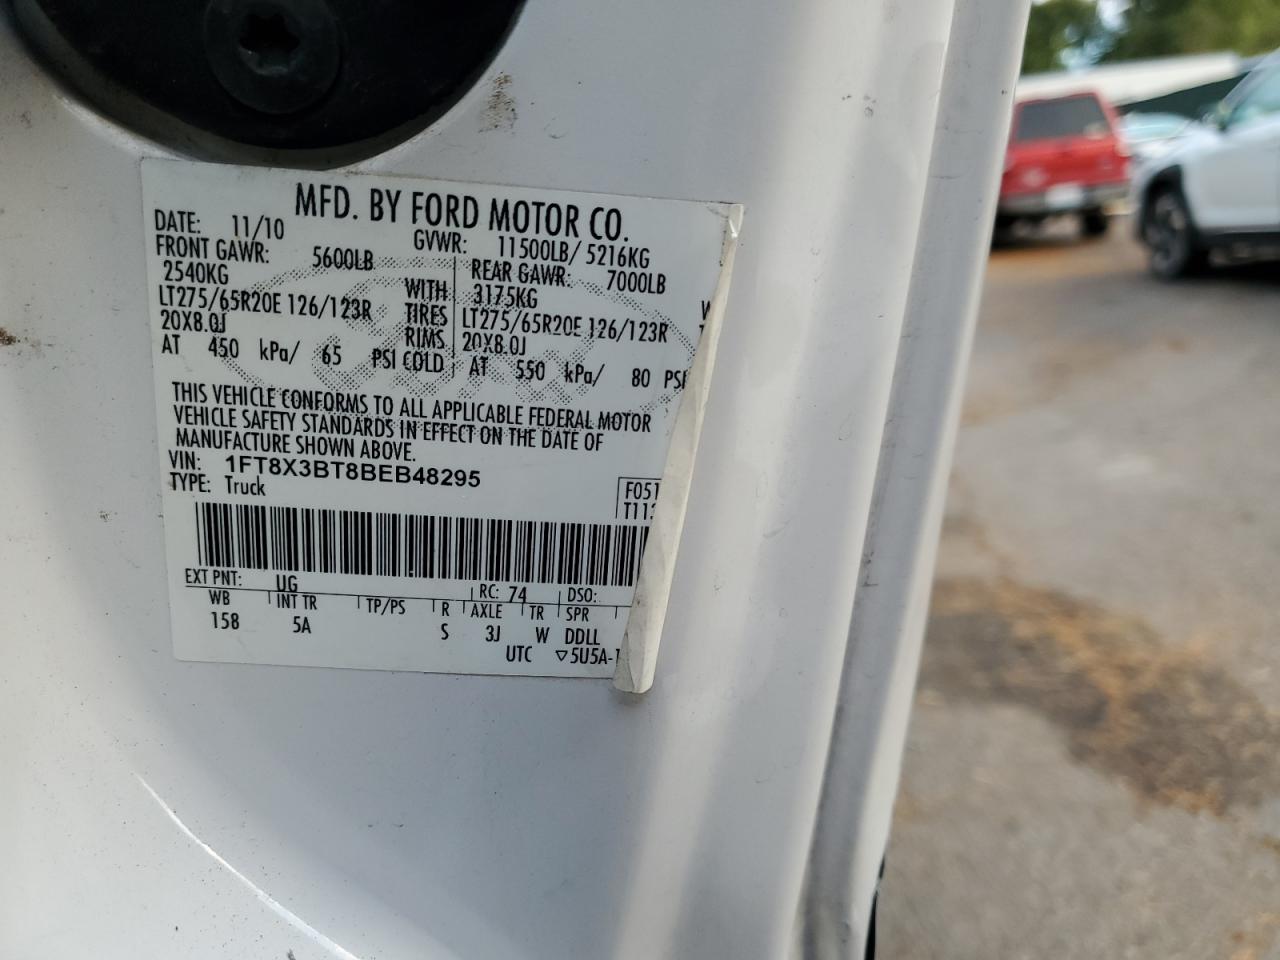 MFD. BY FORD MOTOR CO.
DATE: 11/10 GVWR: 11500LB/ 5216KG
FRONT GAWR: 5600LB REAR GAWR: 7000LB
2540KG WITH 3175KG
LT275/65R20E 126/123R TIRES LT275/65R20E 126/123R
20X8.0J RIMS 20X8.0J
AT 450 kPa/ 65 PSI COLD AT 550 kPa/ 80 PSI
THIS VEHICLE CONFORMS TO ALL APPLICABLE FEDERAL MOTOR
VEHICLE SAFETY STANDARDS IN EFFECT ON THE DATE OF
MANUFACTURE SHOWN ABOVE.
VIN: 1FT8X3BT8BEB48295
TYPE: Truck F051
EXT PNT: UG RC: 74 DSO:
WB INT TR TP/PS R AXLE TR SPR
158 5A S 3J W DDLL
UTC ▽5U5A-